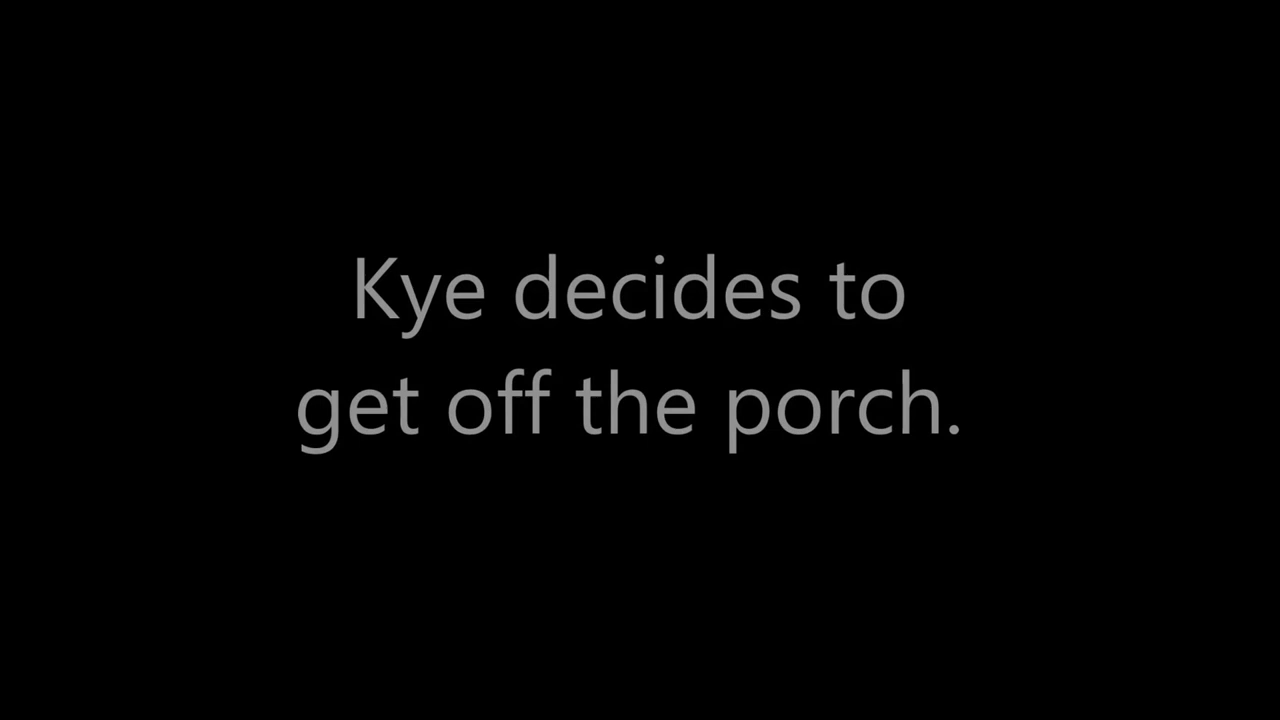 Kye decides to
get off the porch.